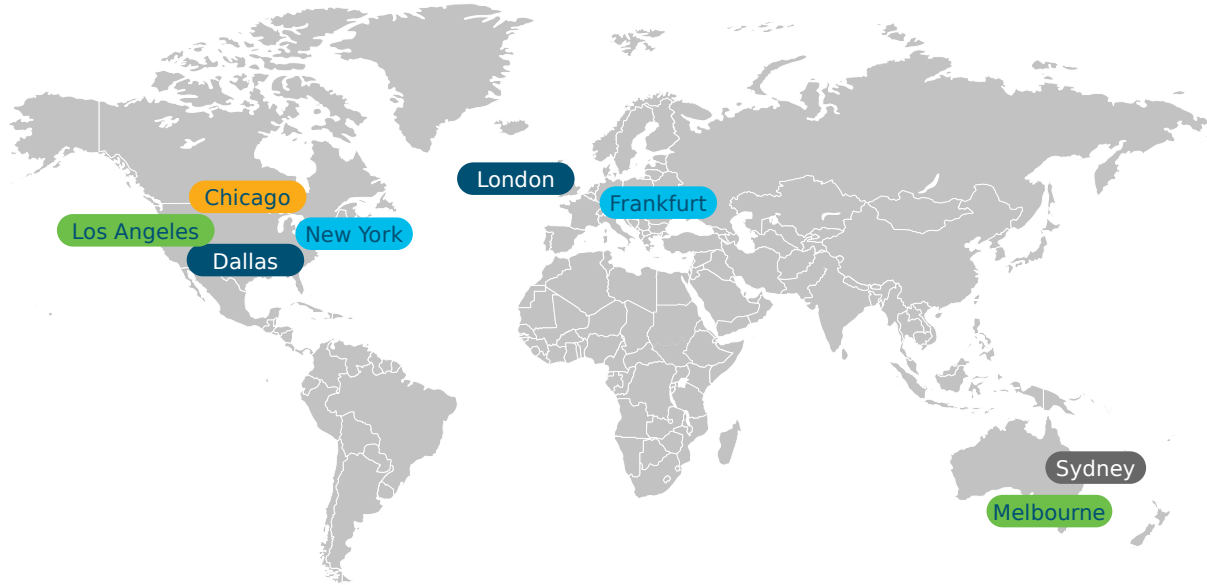 London
Chicago
Frankfurt
Los Angeles
New York
Dallas
Sydney
Melbourne